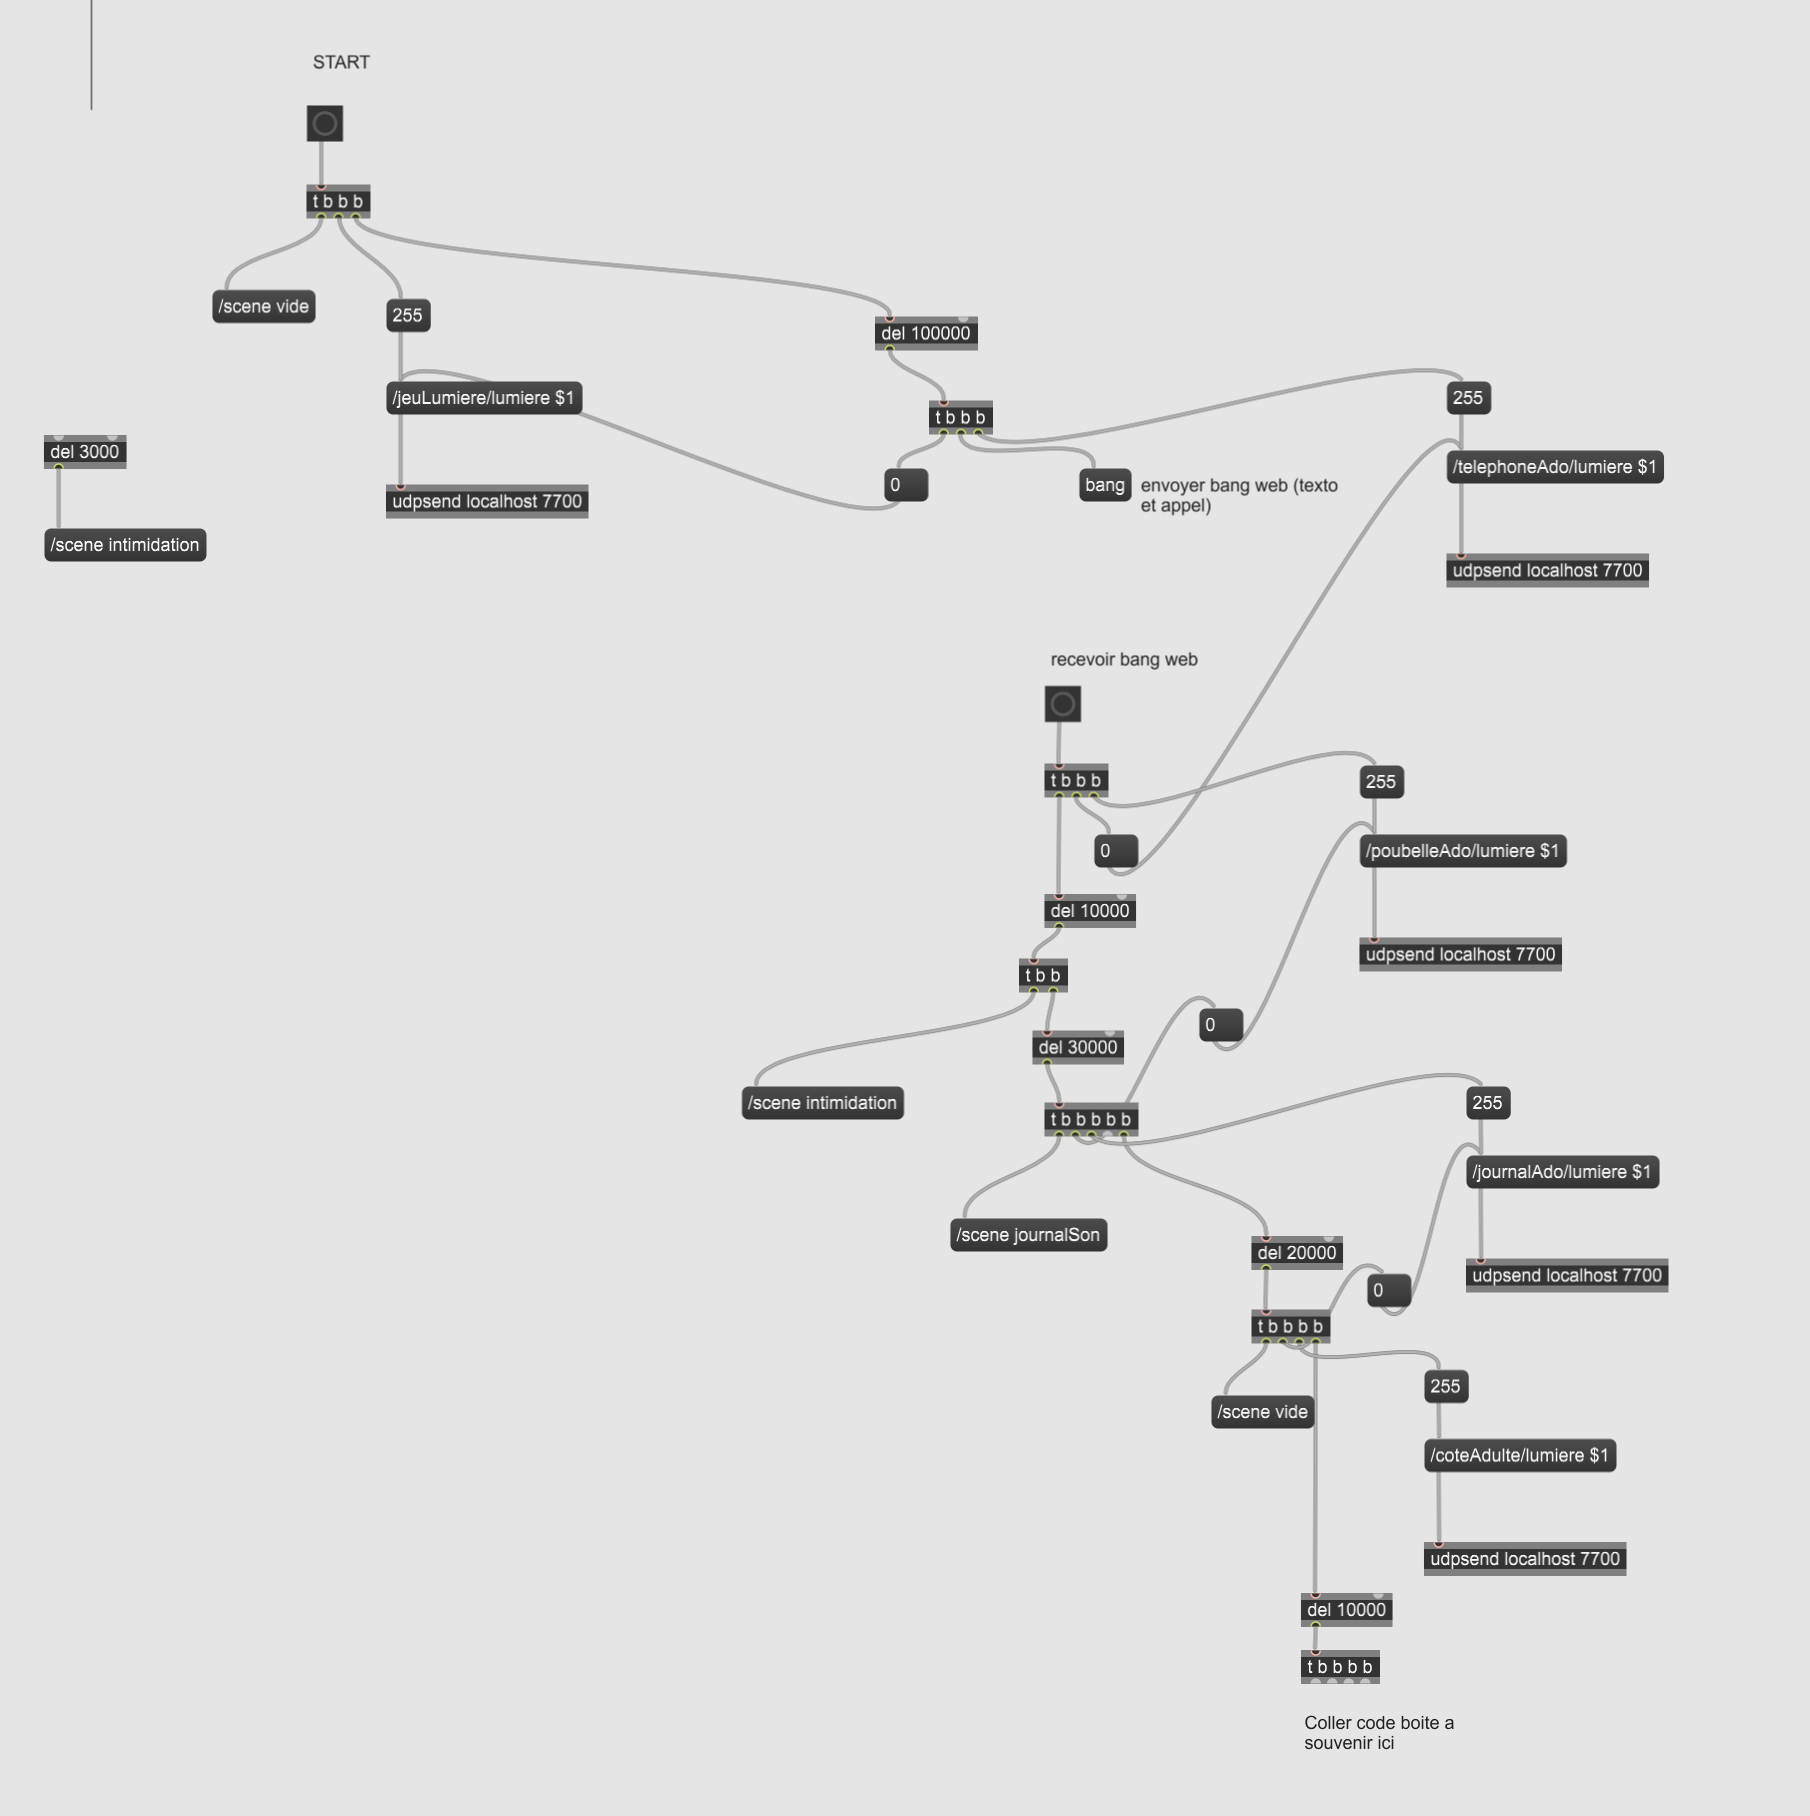 START
t b b b
/scene vide
255
del 100000
/jeuLumiere/lumiere $1
255
t b b b
del 3000
/telephoneAdo/lumiere $1
0
bang
envoyer bang web (texto
et appel)
udpsend localhost 7700
/scene intimidation
udpsend localhost 7700
recevoir bang web
t b b b
255
0
/poubelleAdo/lumiere $1
del 10000
udpsend localhost 7700
t b b
0
del 30000
/scene intimidation
255
t b b b b b
/journalAdo/lumiere $1
/scene journalSon
del 20000
udpsend localhost 7700
0
t b b b b
255
/scene vide
/coteAdulte/lumiere $1
udpsend localhost 7700
del 10000
t b b b b
Coller code boite a
souvenir ici